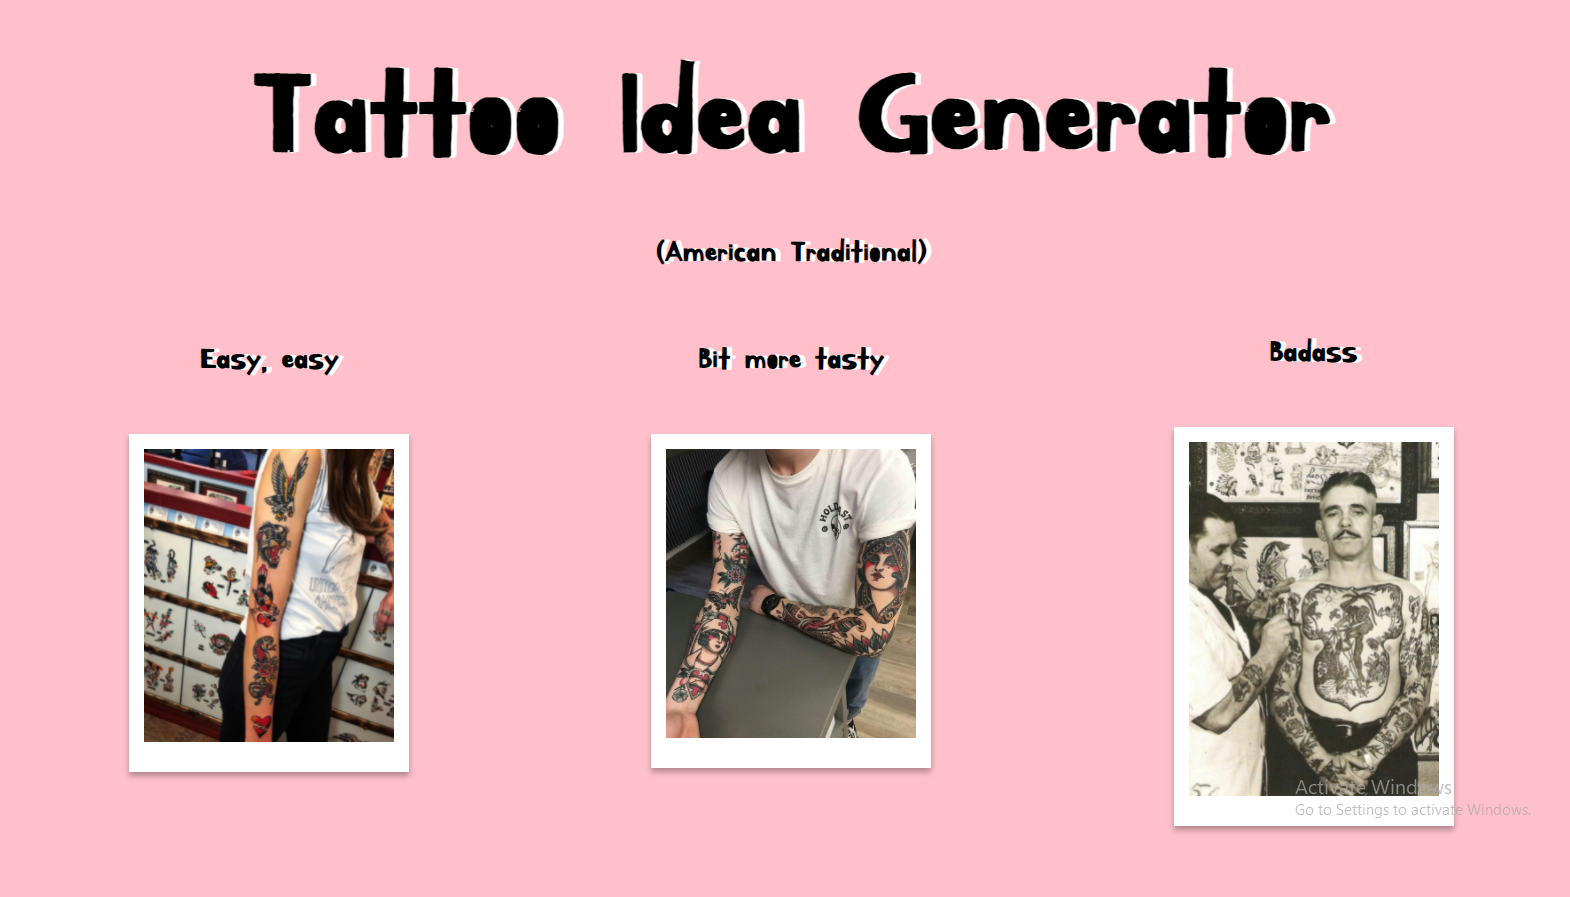 Tattoo Idea Generator
(American Traditional)
Easy, easy
Bit more tasty
Badass
Activate Windows
Go to Settings to activate Windows.